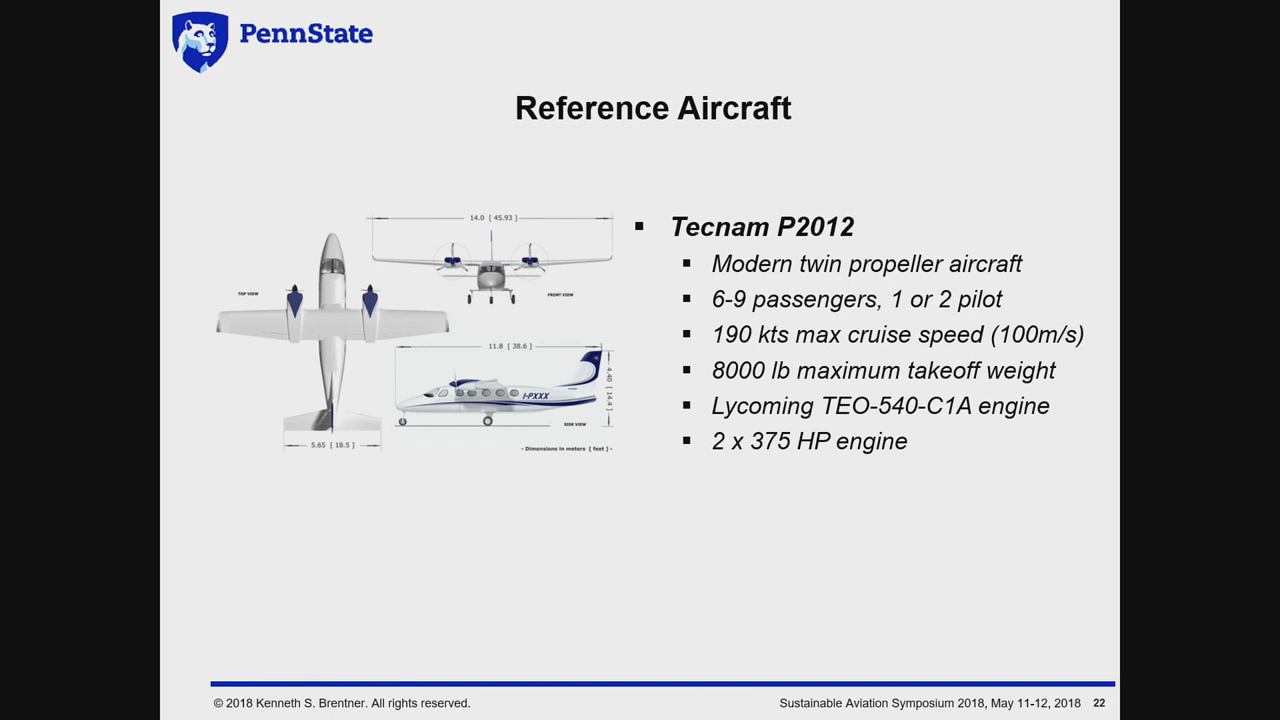 PennState
Reference Aircraft
14.0 [ 45.93 ]
TOP VIEW
FRONT VIEW
11.8 [ 38.6 ]
4.40 [ 14.4 ]
I-PXXX
SIDE VIEW
5.65 [ 18.5 ]
- Dimensions in meters [ feet ] -
▪ Tecnam P2012
▪ Modern twin propeller aircraft
▪ 6-9 passengers, 1 or 2 pilot
▪ 190 kts max cruise speed (100m/s)
▪ 8000 lb maximum takeoff weight
▪ Lycoming TEO-540-C1A engine
▪ 2 x 375 HP engine
© 2018 Kenneth S. Brentner. All rights reserved.
Sustainable Aviation Symposium 2018, May 11-12, 2018 22